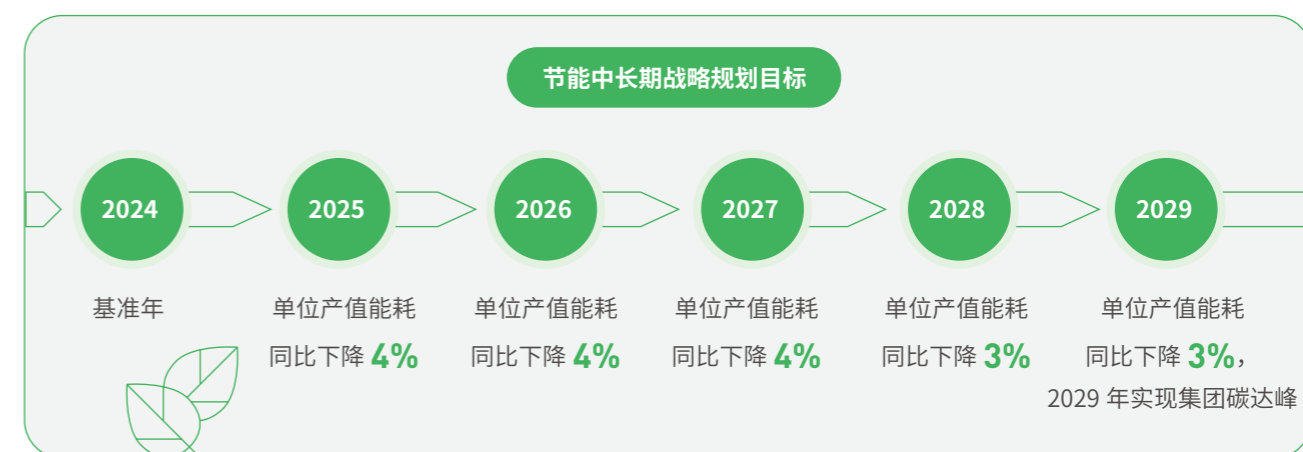 节能中长期战略规划目标
2024
2025
2026
2027
2028
2029
基准年
单位产值能耗
同比下降 4%
单位产值能耗
同比下降 4%
单位产值能耗
同比下降 4%
单位产值能耗
同比下降 3%
单位产值能耗
同比下降 3%，
2029 年实现集团碳达峰